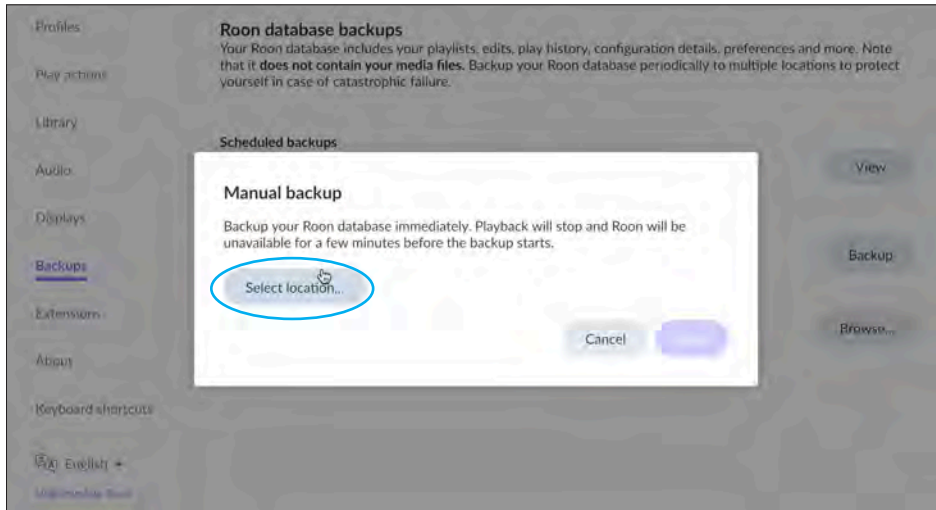 Profiles
Play actions
Library
Audio
Displays
Backups
Extensions
About
Keyboard shortcuts
English
Roon database backups
Your Roon database includes your playlists, edits, play history, configuration details, preferences and more. Note
that it does not contain your media files. Backup your Roon database periodically to multiple locations to protect
yourself in case of catastrophic failure.
Scheduled backups
View
Backup
Browse...
Manual backup
Backup your Roon database immediately. Playback will stop and Roon will be
unavailable for a few minutes before the backup starts.
Select location...
Cancel